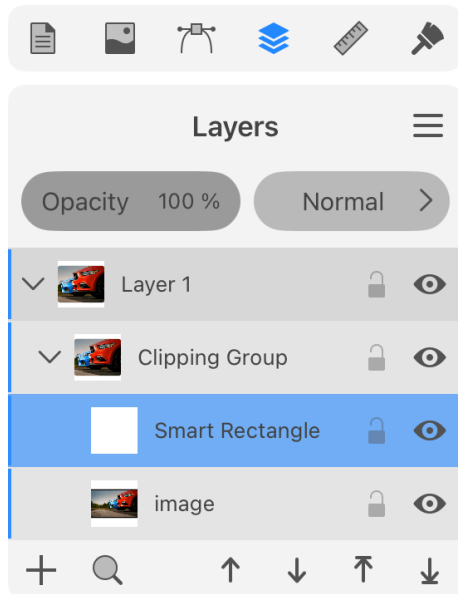 Layers
Opacity 100 %
Normal
Layer 1
Clipping Group
Smart Rectangle
image